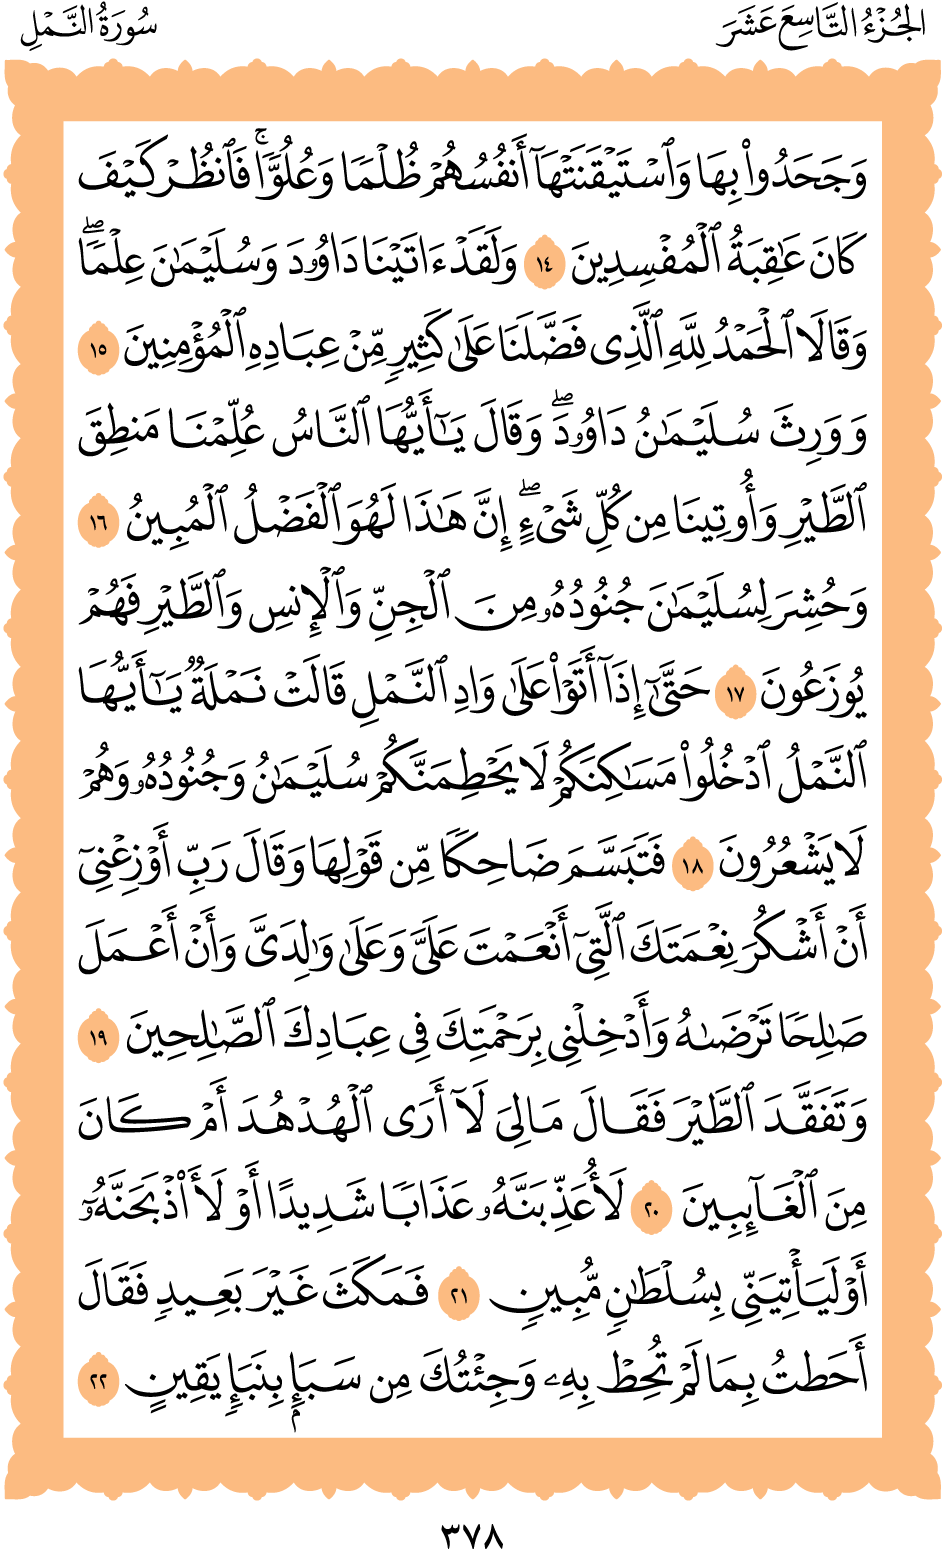 الجُزْءُ التَّاسِعَ عَشَرَ
سُورَةُ النَّمْلِ
وَجَحَدُوا۟ بِهَا وَٱسْتَيْقَنَتْهَآ أَنفُسُهُمْ ظُلْمًا وَعُلُوًّا ۚ فَٱنظُرْ كَيْفَ
كَانَ عَٰقِبَةُ ٱلْمُفْسِدِينَ ١٤ وَلَقَدْ ءَاتَيْنَا دَاوُۥدَ وَسُلَيْمَٰنَ عِلْمًا ۖ
وَقَالَا ٱلْحَمْدُ لِلَّهِ ٱلَّذِى فَضَّلَنَا عَلَىٰ كَثِيرٍ مِّنْ عِبَادِهِ ٱلْمُؤْمِنِينَ ١٥
وَوَرِثَ سُلَيْمَٰنُ دَاوُۥدَ ۖ وَقَالَ يَٰٓأَيُّهَا ٱلنَّاسُ عُلِّمْنَا مَنطِقَ
ٱلطَّيْرِ وَأُوتِينَا مِن كُلِّ شَىْءٍ ۖ إِنَّ هَٰذَا لَهُوَ ٱلْفَضْلُ ٱلْمُبِينُ ١٦
وَحُشِرَ لِسُلَيْمَٰنَ جُنُودُهُۥ مِنَ ٱلْجِنِّ وَٱلْإِنسِ وَٱلطَّيْرِ فَهُمْ
يُوزَعُونَ ١٧ حَتَّىٰٓ إِذَآ أَتَوْا۟ عَلَىٰ وَادِ ٱلنَّمْلِ قَالَتْ نَمْلَةٌ يَٰٓأَيُّهَا
ٱلنَّمْلُ ٱدْخُلُوا۟ مَسَٰكِنَكُمْ لَا يَحْطِمَنَّكُمْ سُلَيْمَٰنُ وَجُنُودُهُۥ وَهُمْ
لَا يَشْعُرُونَ ١٨ فَتَبَسَّمَ ضَاحِكًا مِّن قَوْلِهَا وَقَالَ رَبِّ أَوْزِعْنِىٓ
أَنْ أَشْكُرَ نِعْمَتَكَ ٱلَّتِىٓ أَنْعَمْتَ عَلَىَّ وَعَلَىٰ وَٰلِدَىَّ وَأَنْ أَعْمَلَ
صَٰلِحًا تَرْضَىٰهُ وَأَدْخِلْنِى بِرَحْمَتِكَ فِى عِبَادِكَ ٱلصَّٰلِحِينَ ١٩
وَتَفَقَّدَ ٱلطَّيْرَ فَقَالَ مَا لِىَ لَآ أَرَى ٱلْهُدْهُدَ أَمْ كَانَ
مِنَ ٱلْغَآئِبِينَ ٢٠ لَأُعَذِّبَنَّهُۥ عَذَابًا شَدِيدًا أَوْ لَأَا۟ذْبَحَنَّهُۥٓ
أَوْ لَيَأْتِيَنِّى بِسُلْطَٰنٍ مُّبِينٍ ٢١ فَمَكَثَ غَيْرَ بَعِيدٍ فَقَالَ
أَحَطتُ بِمَا لَمْ تُحِطْ بِهِۦ وَجِئْتُكَ مِن سَبَإٍۭ بِنَبَإٍ يَقِينٍ ٢٢
٣٧٨